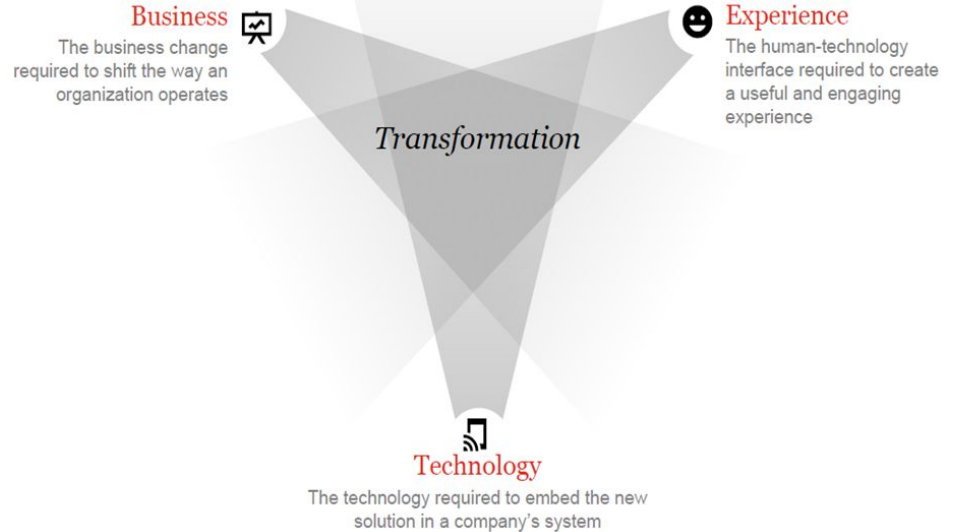 Business
The business change
required to shift the way an
organization operates
Experience
The human-technology
interface required to create
a useful and engaging
experience
Transformation
Technology
The technology required to embed the new
solution in a company's system